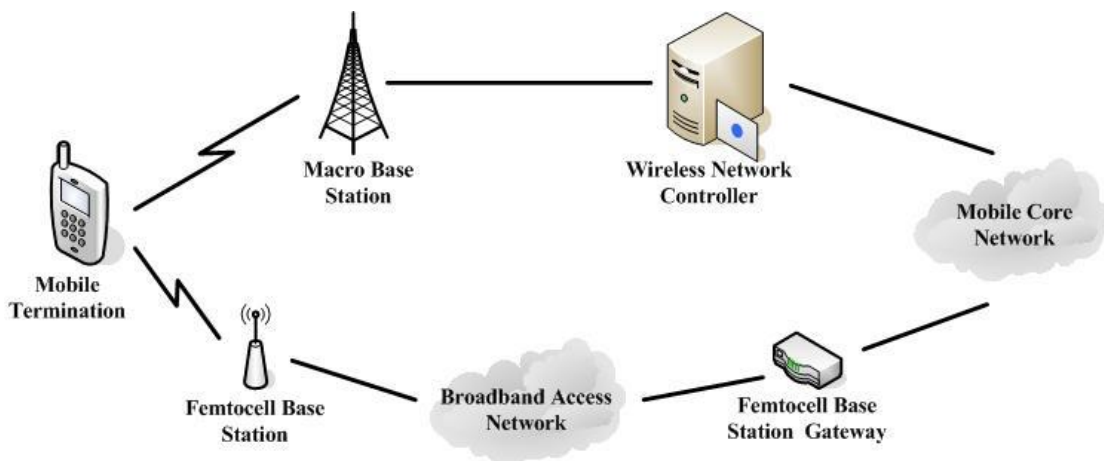 Macro Base
Station
Wireless Network
Controller
Mobile Core
Network
Mobile
Termination
Femtocell Base
Station
Broadband Access
Network
Femtocell Base
Station Gateway